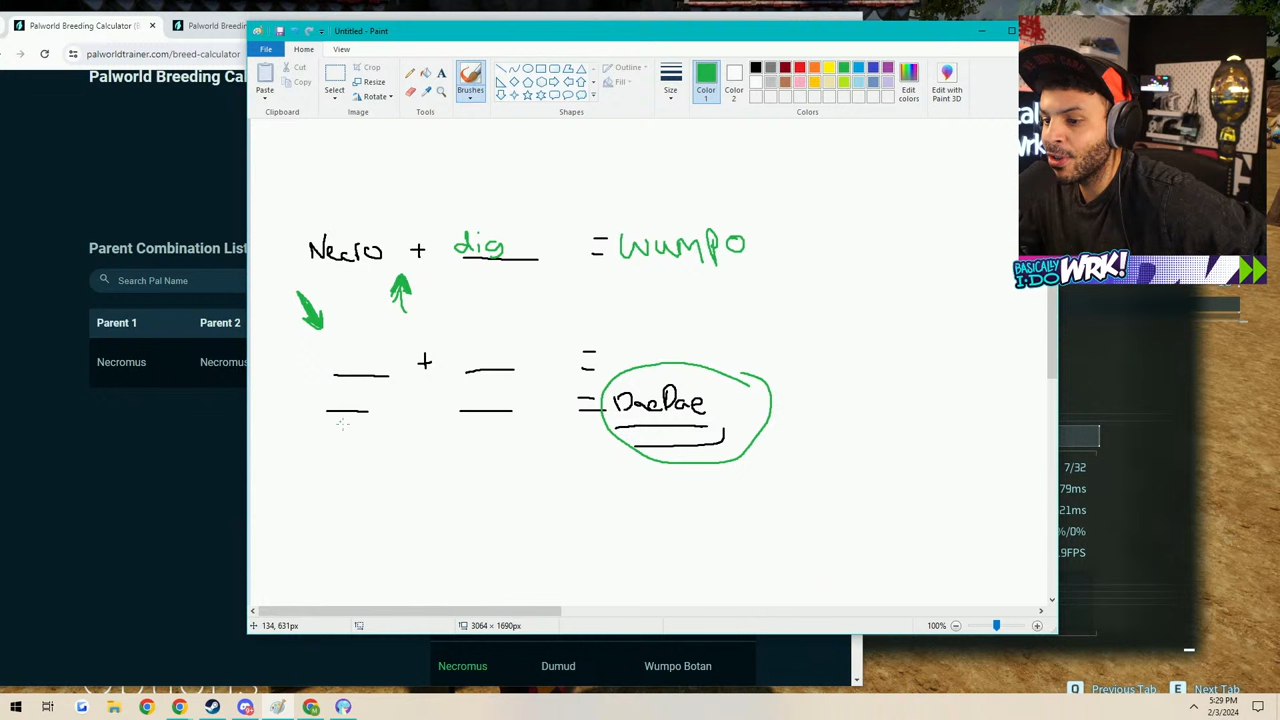 Palworld Breeding Calculator (B
Palworld Breeding
palworldtrainer.com/breed-calculator
Palworld Breeding Cal
Untitled - Paint
File Home View
Cut
Copy
Paste
Clipboard
Crop
Resize
Rotate
Select
Image
Tools
Brushes
Outline
Fill
Shapes
Size
Color 1
Color 2
Edit colors
Edit with Paint 3D
Colors
Necro + dig = Wumpo
+ =
= DaeDae
Parent Combination List
Search Pal Name
Parent 1 Parent 2
Necromus Necromus
BASICALLY I DO WRK!
7/32
79ms
21ms
%/0%
9FPS
134, 631px
3064 × 1690px
100%
Necromus Dumud Wumpo Botan
Q Previous Tab E Next Tab
5:29 PM
2/3/2024